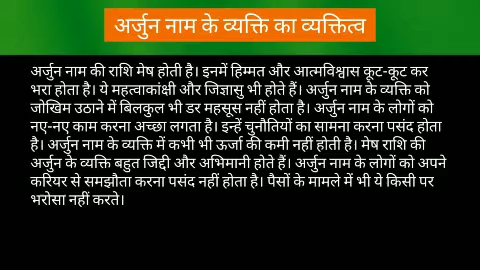 अर्जुन नाम के व्यक्ति का व्यक्तित्व
अर्जुन नाम की राशि मेष होती है। इनमें हिम्मत और आत्मविश्वास कूट-कूट कर
भरा होता है। ये महत्वाकांक्षी और जिज्ञासु भी होते हैं। अर्जुन नाम के व्यक्ति को
जोखिम उठाने में बिलकुल भी डर महसूस नहीं होता है। अर्जुन नाम के लोगों को
नए-नए काम करना अच्छा लगता है। इन्हें चुनौतियों का सामना करना पसंद होता
है। अर्जुन नाम के व्यक्ति में कभी भी ऊर्जा की कमी नहीं होती है। मेष राशि की
अर्जुन के व्यक्ति बहुत जिद्दी और अभिमानी होते हैं। अर्जुन नाम के लोगों को अपने
करियर से समझौता करना पसंद नहीं होता है। पैसों के मामले में भी ये किसी पर
भरोसा नहीं करते।